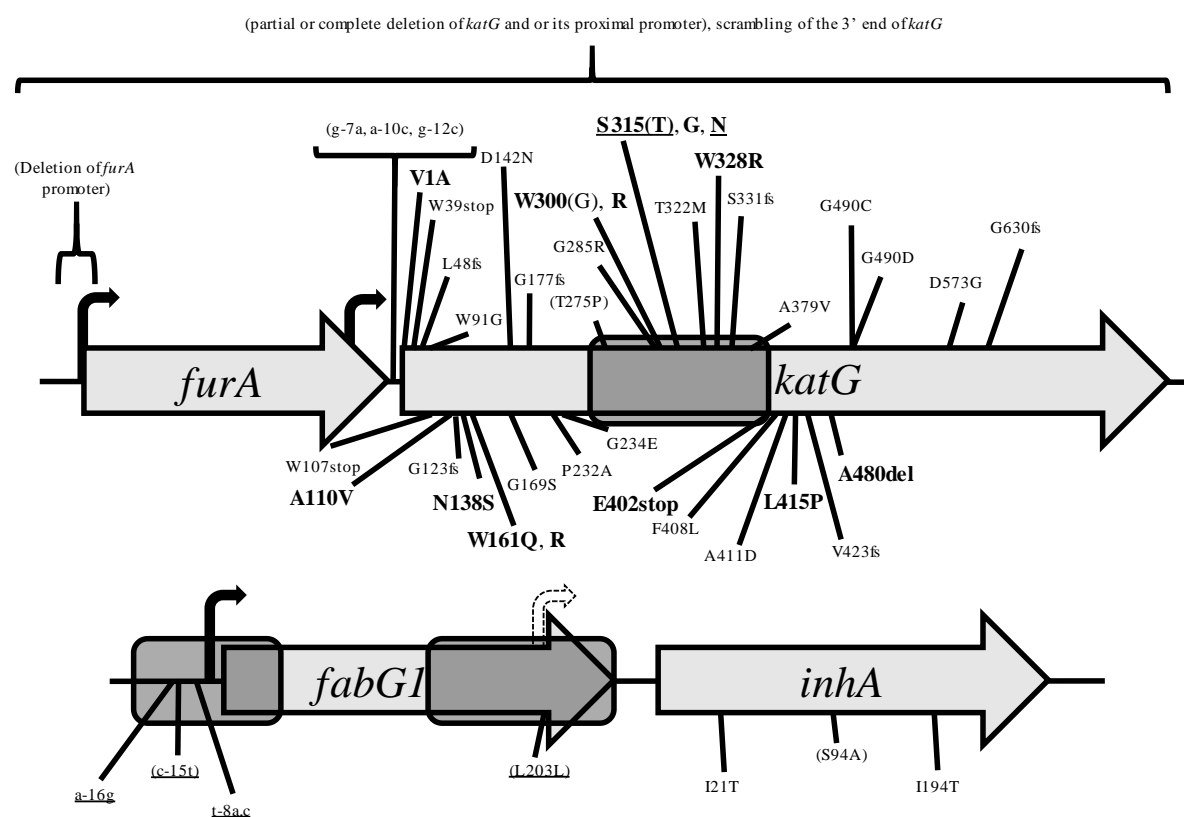 (partial or complete deletion of katG and or its proximal promoter), scrambling of the 3' end of katG
(g-7a, a-10c, g-12c)
S315(T), G, N
(Deletion of furA
promoter)
V1A
D142N
W328R
W39stop
W300(G), R
T322M
S331fs
G490C
G630fs
G285R
L48fs
G177fs
G490D
(T275P)
D573G
W91G
A379V
furA
katG
W107stop
G123fs
G169S
P232A
G234E
A110V
N138S
E402stop
L415P
A480del
W161Q, R
F408L
A411D
V423fs
fabG1
inhA
a-16g
(c-15t)
t-8a,c
(L203L)
I21T
(S94A)
I194T